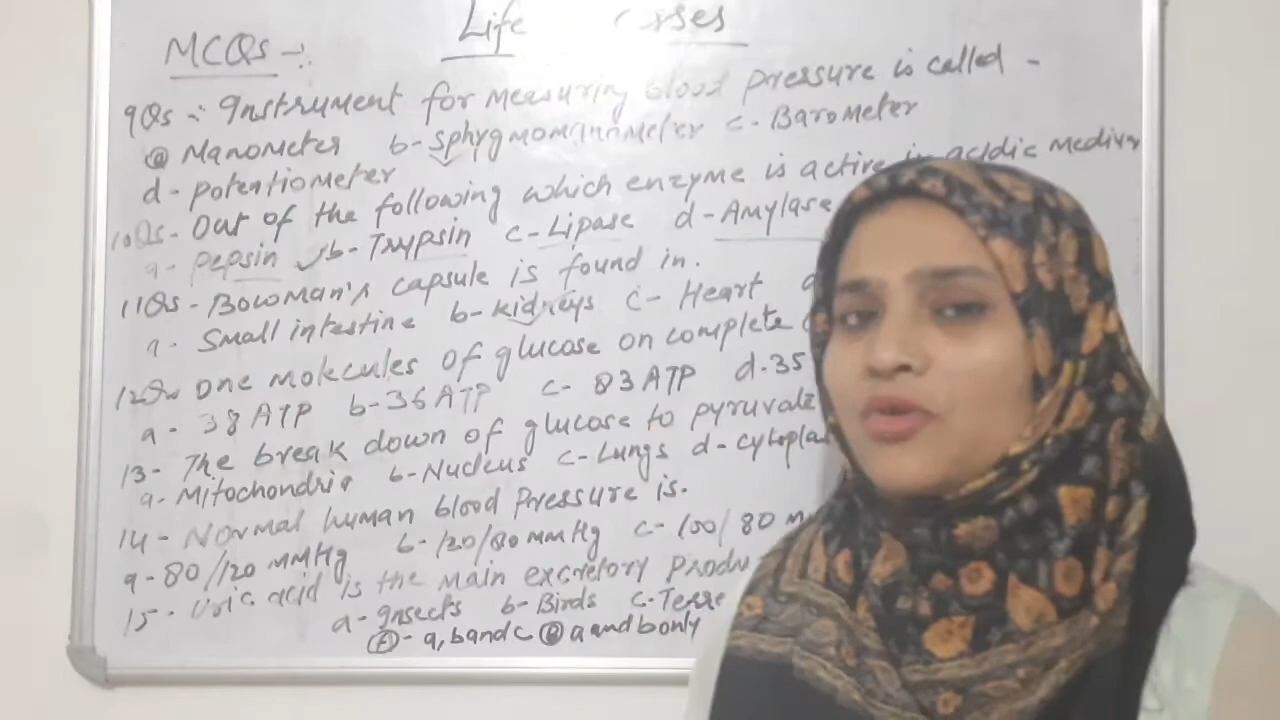 Life
MCQs -:
9Qs :- Instrument for measuring blood pressure is called -
a Manometer b- Sphygmomanometer c- Barometer
d - potentiometer
10Qs- Out of the following which enzyme is active in acidic medium
a- Pepsin b- Trypsin c- Lipase d- Amylase
11Qs - Bowman's capsule is found in.
a- Small intestine b- kidneys c- Heart
12Qs One molecules of glucose on complete
a- 38 ATP b- 36 ATP c- 83 ATP d. 35
13- The break down of glucose to pyruvate
a- Mitochondria b- Nucleus c- Lungs d-
14- Normal human blood Pressure is.
a- 80/120 mmHg b- 120/80 mmHg c- 100/80
15- Uric acid is the main excretory
a- Insects b- Birds
a, b and c B a and b only